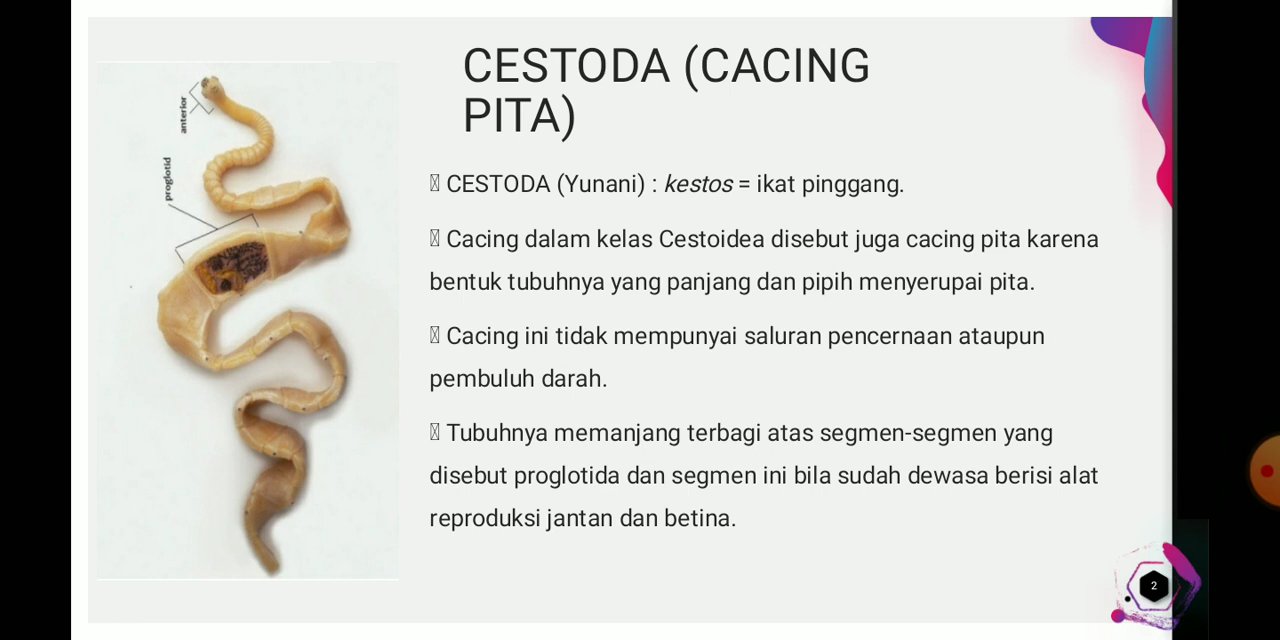 CESTODA (CACING
PITA)
anterior
proglotid
CESTODA (Yunani) : kestos = ikat pinggang.
Cacing dalam kelas Cestoidea disebut juga cacing pita karena
bentuk tubuhnya yang panjang dan pipih menyerupai pita.
Cacing ini tidak mempunyai saluran pencernaan ataupun
pembuluh darah.
Tubuhnya memanjang terbagi atas segmen-segmen yang
disebut proglotida dan segmen ini bila sudah dewasa berisi alat
reproduksi jantan dan betina.
2